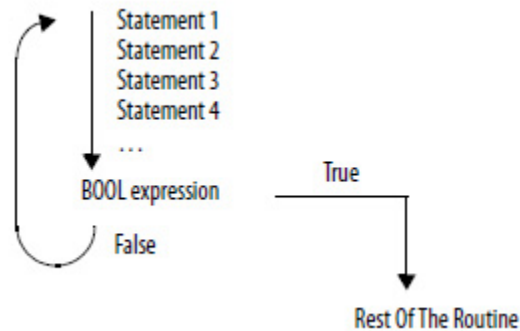 Statement 1
Statement 2
Statement 3
Statement 4
...
BOOL expression
True
False
Rest Of The Routine